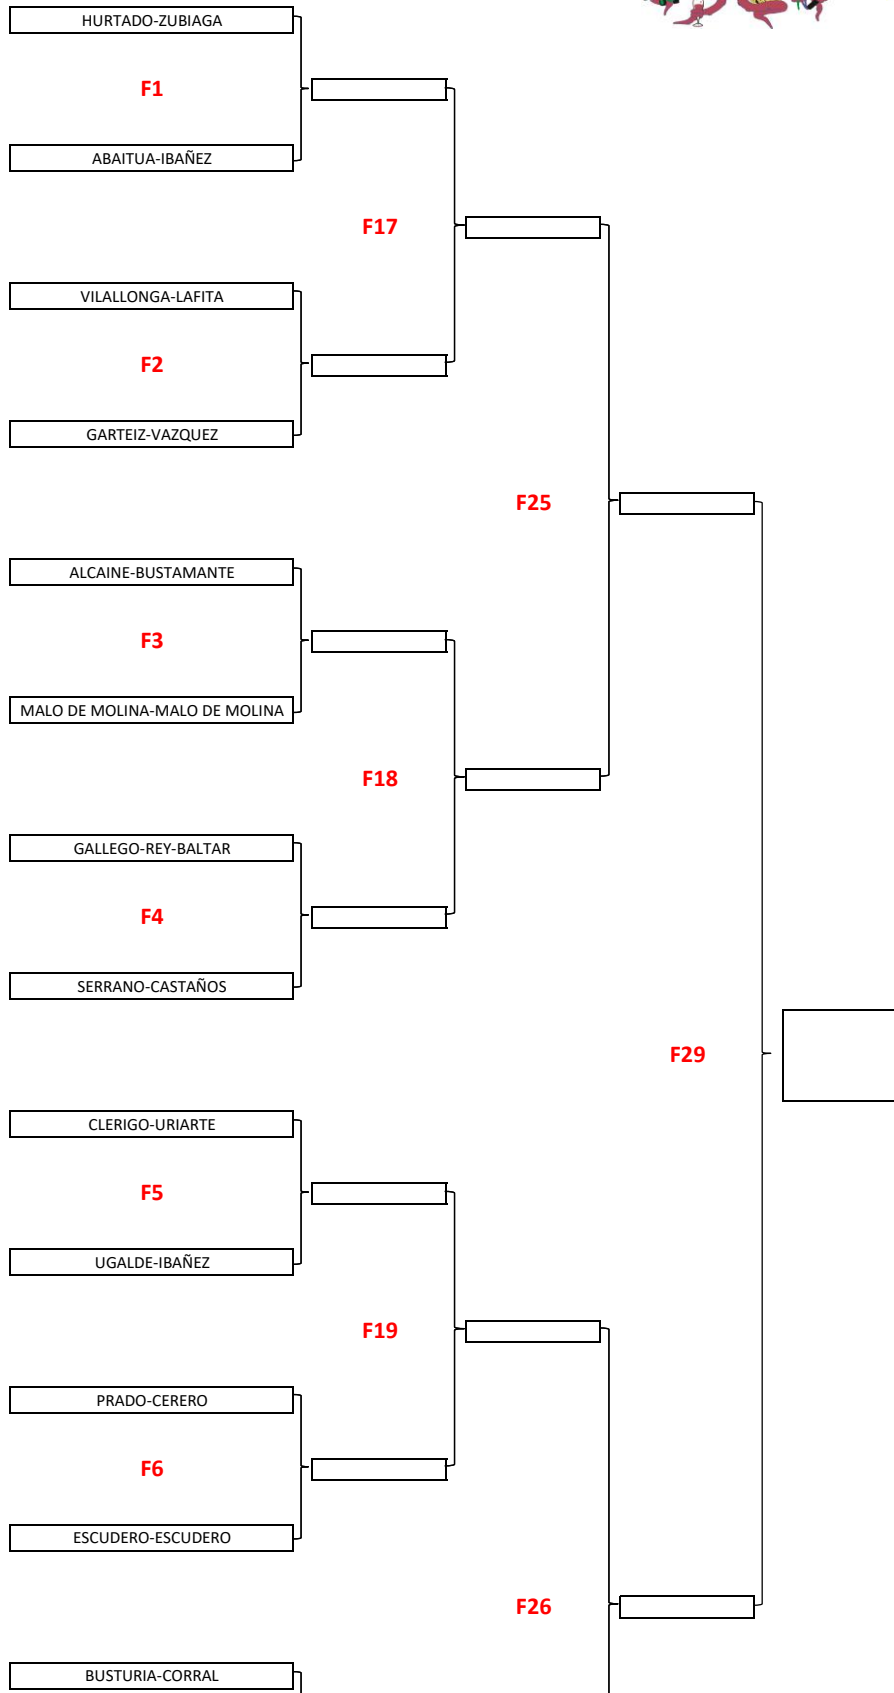 HURTADO-ZUBIAGA
F1
ABAITUA-IBAÑEZ
F17
VILALLONGA-LAFITA
F2
GARTEIZ-VAZQUEZ
F25
ALCAINE-BUSTAMANTE
F3
MALO DE MOLINA-MALO DE MOLINA
F18
GALLEGO-REY-BALTAR
F4
SERRANO-CASTAÑOS
F29
CLERIGO-URIARTE
F5
UGALDE-IBAÑEZ
F19
PRADO-CERERO
F6
ESCUDERO-ESCUDERO
F26
BUSTURIA-CORRAL